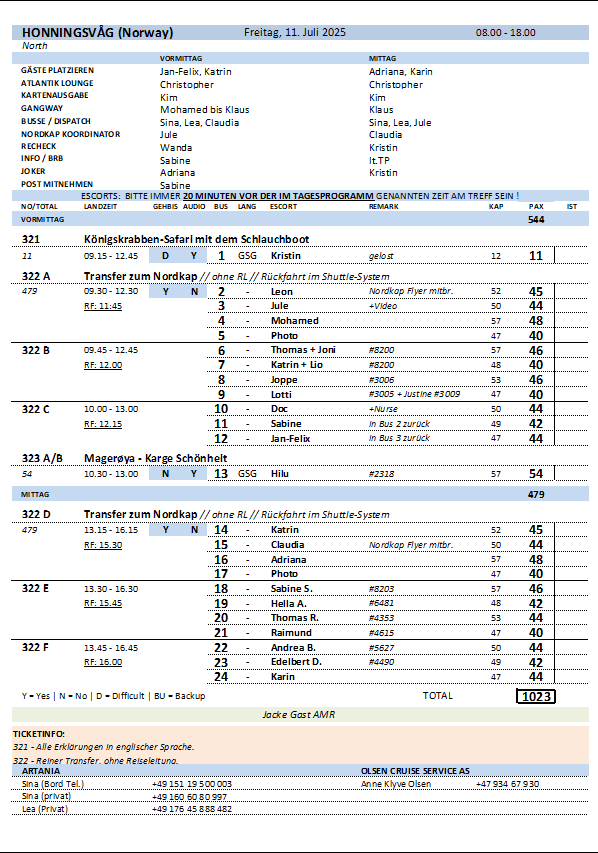 HONNINGSVÅG (Norway) Freitag, 11. Juli 2025 08.00 - 18.00
North
VORMITTAG MITTAG
GÄSTE PLATZIEREN Jan-Felix, Katrin Adriana, Karin
ATLANTIK LOUNGE Christopher Christopher
KARTENAUSGABE Kim Kim
GANGWAY Mohamed bis Klaus Klaus
BUSSE / DISPATCH Sina, Lea, Claudia Sina, Lea, Jule
NORDKAP KOORDINATOR Jule Claudia
RECHECK Wanda Kristin
INFO / BRB Sabine lt.TP
JOKER Adriana Kristin
POST MITNEHMEN Sabine
ESCORTS: BITTE IMMER 20 MINUTEN VOR DER IM TAGESPROGRAMM GENANNTEN ZEIT AM TREFF SEIN !
NO/TOTAL LANDZEIT GEHBIS AUDIO BUS LANG ESCORT REMARK KAP PAX IST
VORMITTAG 544
321 Königskrabben-Safari mit dem Schlauchboot
11 09.15 - 12.45 D Y 1 GSG Kristin gelost 12 11
322 A Transfer zum Nordkap // ohne RL // Rückfahrt im Shuttle-System
479 09.30 - 12.30 Y N 2 - Leon Nordkap Flyer mitbr. 52 45
RF: 11:45 3 - Jule +Video 50 44
4 - Mohamed 57 48
5 - Photo 47 40
322 B 09.45 - 12.45 6 - Thomas + Joni #8200 57 46
RF: 12.00 7 - Katrin + Lio #8200 48 40
8 - Joppe #3006 53 46
9 - Lotti #3005 + Justine #3009 47 40
322 C 10.00 - 13.00 10 - Doc +Nurse 50 44
RF: 12.15 11 - Sabine In Bus 2 zurück 49 42
12 - Jan-Felix In Bus 3 zurück 47 44
323 A/B Magerøya - Karge Schönheit
54 10.30 - 13.00 N Y 13 GSG Hilu #2318 57 54
MITTAG 479
322 D Transfer zum Nordkap // ohne RL // Rückfahrt im Shuttle-System
479 13.15 - 16.15 Y N 14 - Katrin 52 45
RF: 15.30 15 - Claudia Nordkap Flyer mitbr. 50 44
16 - Adriana 57 48
17 - Photo 47 40
322 E 13.30 - 16.30 18 - Sabine S. #8203 57 46
RF: 15.45 19 - Hella A. #6481 48 42
20 - Thomas R. #4353 53 44
21 - Raimund #4615 47 40
322 F 13.45 - 16.45 22 - Andrea B. #5627 50 44
RF: 16.00 23 - Edelbert D. #4490 49 42
24 - Karin 47 44
Y = Yes | N = No | D = Difficult | BU = Backup TOTAL 1023
Jacke Gast AMR
TICKETINFO:
321 - Alle Erklärungen in englischer Sprache.
322 - Reiner Transfer, ohne Reiseleitung.
ARTANIA OLSEN CRUISE SERVICE AS
Sina (Bord Tel.) +49 151 19 500 003 Anne Klyve Olsen +47 934 67 930
Sina (privat) +49 160 60 80 997
Lea (Privat) +49 176 45 888 482